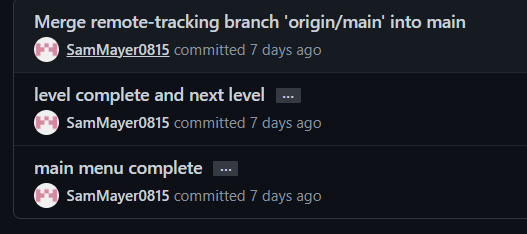 Merge remote-tracking branch 'origin/main' into main
SamMayer0815 committed 7 days ago
level complete and next level ...
SamMayer0815 committed 7 days ago
main menu complete ...
SamMayer0815 committed 7 days ago